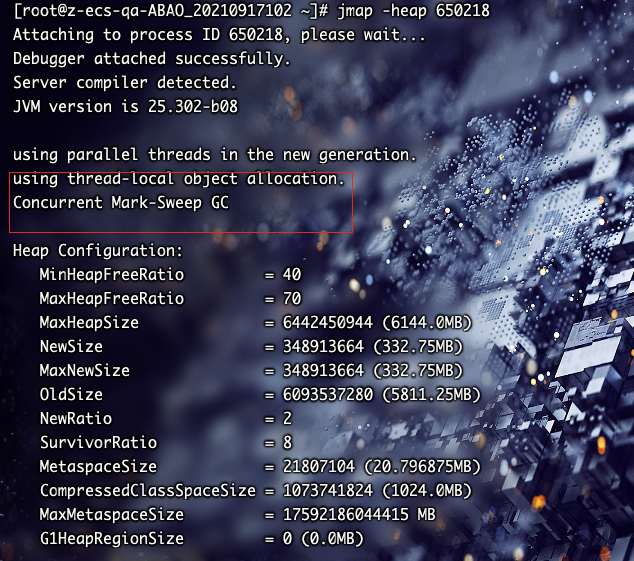 [root@z-ecs-qa-ABAO_20210917102 ~]# jmap -heap 650218
Attaching to process ID 650218, please wait...
Debugger attached successfully.
Server compiler detected.
JVM version is 25.302-b08
using parallel threads in the new generation.
using thread-local object allocation.
Concurrent Mark-Sweep GC
Heap Configuration:
   MinHeapFreeRatio         = 40
   MaxHeapFreeRatio         = 70
   MaxHeapSize              = 6442450944 (6144.0MB)
   NewSize                  = 348913664 (332.75MB)
   MaxNewSize               = 348913664 (332.75MB)
   OldSize                  = 6093537280 (5811.25MB)
   NewRatio                 = 2
   SurvivorRatio            = 8
   MetaspaceSize            = 21807104 (20.796875MB)
   CompressedClassSpaceSize = 1073741824 (1024.0MB)
   MaxMetaspaceSize         = 17592186044415 MB
   G1HeapRegionSize         = 0 (0.0MB)